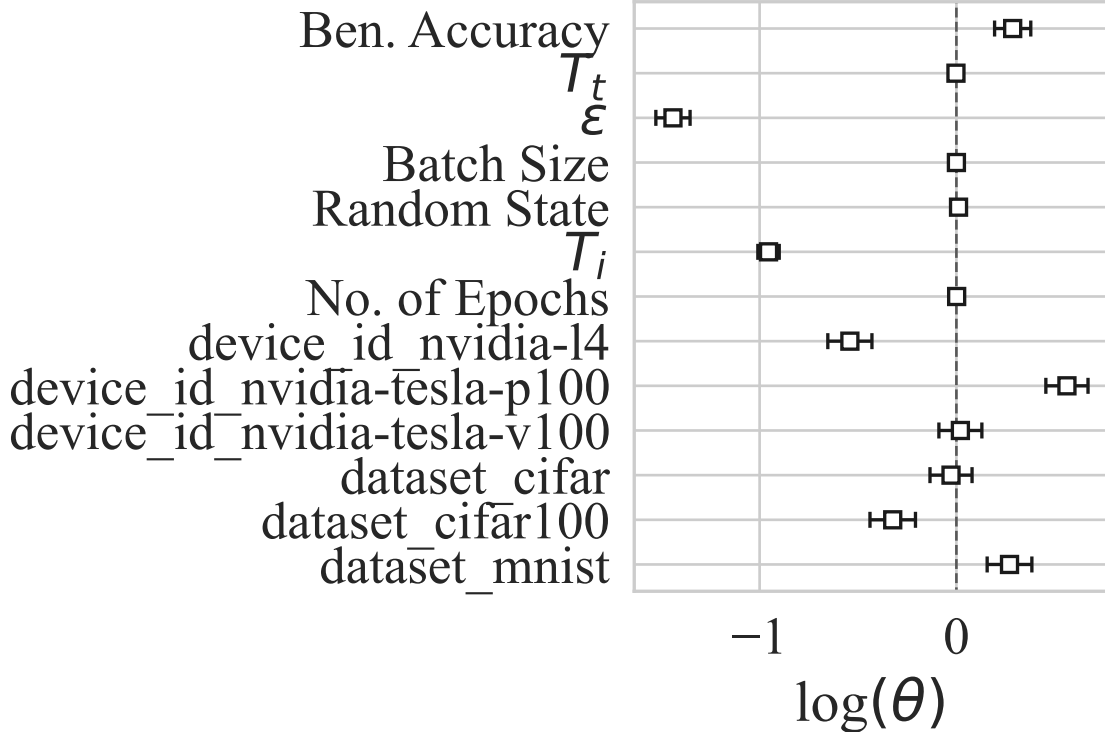 Ben. Accuracy
T_t
ε
Batch Size
Random State
T_i
No. of Epochs
device_id_nvidia-l4
device_id_nvidia-tesla-p100
device_id_nvidia-tesla-v100
dataset_cifar
dataset_cifar100
dataset_mnist
−1 0
log(θ)